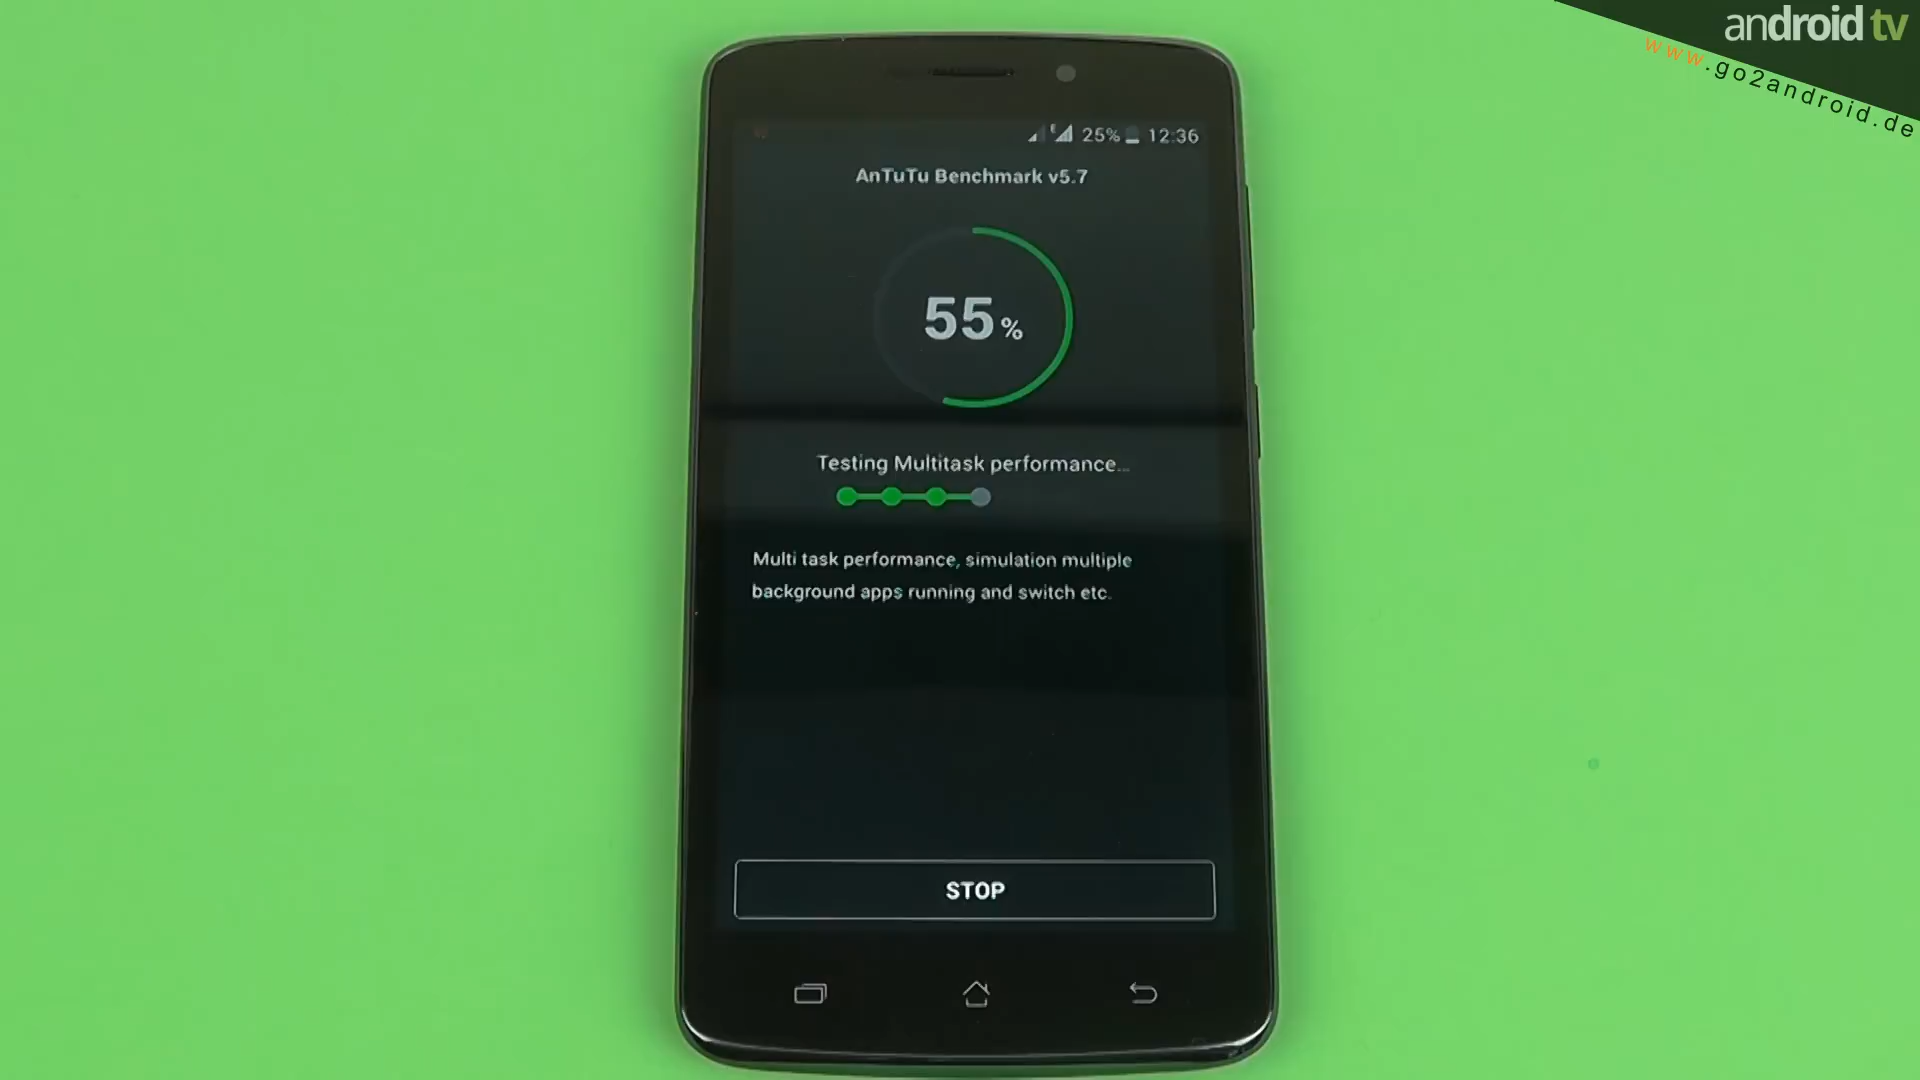 android tv
www.go2android.de
25% 12:36
AnTuTu Benchmark v5.7
55%
Testing Multitask performance...
Multi task performance, simulation multiple
background apps running and switch etc.
STOP